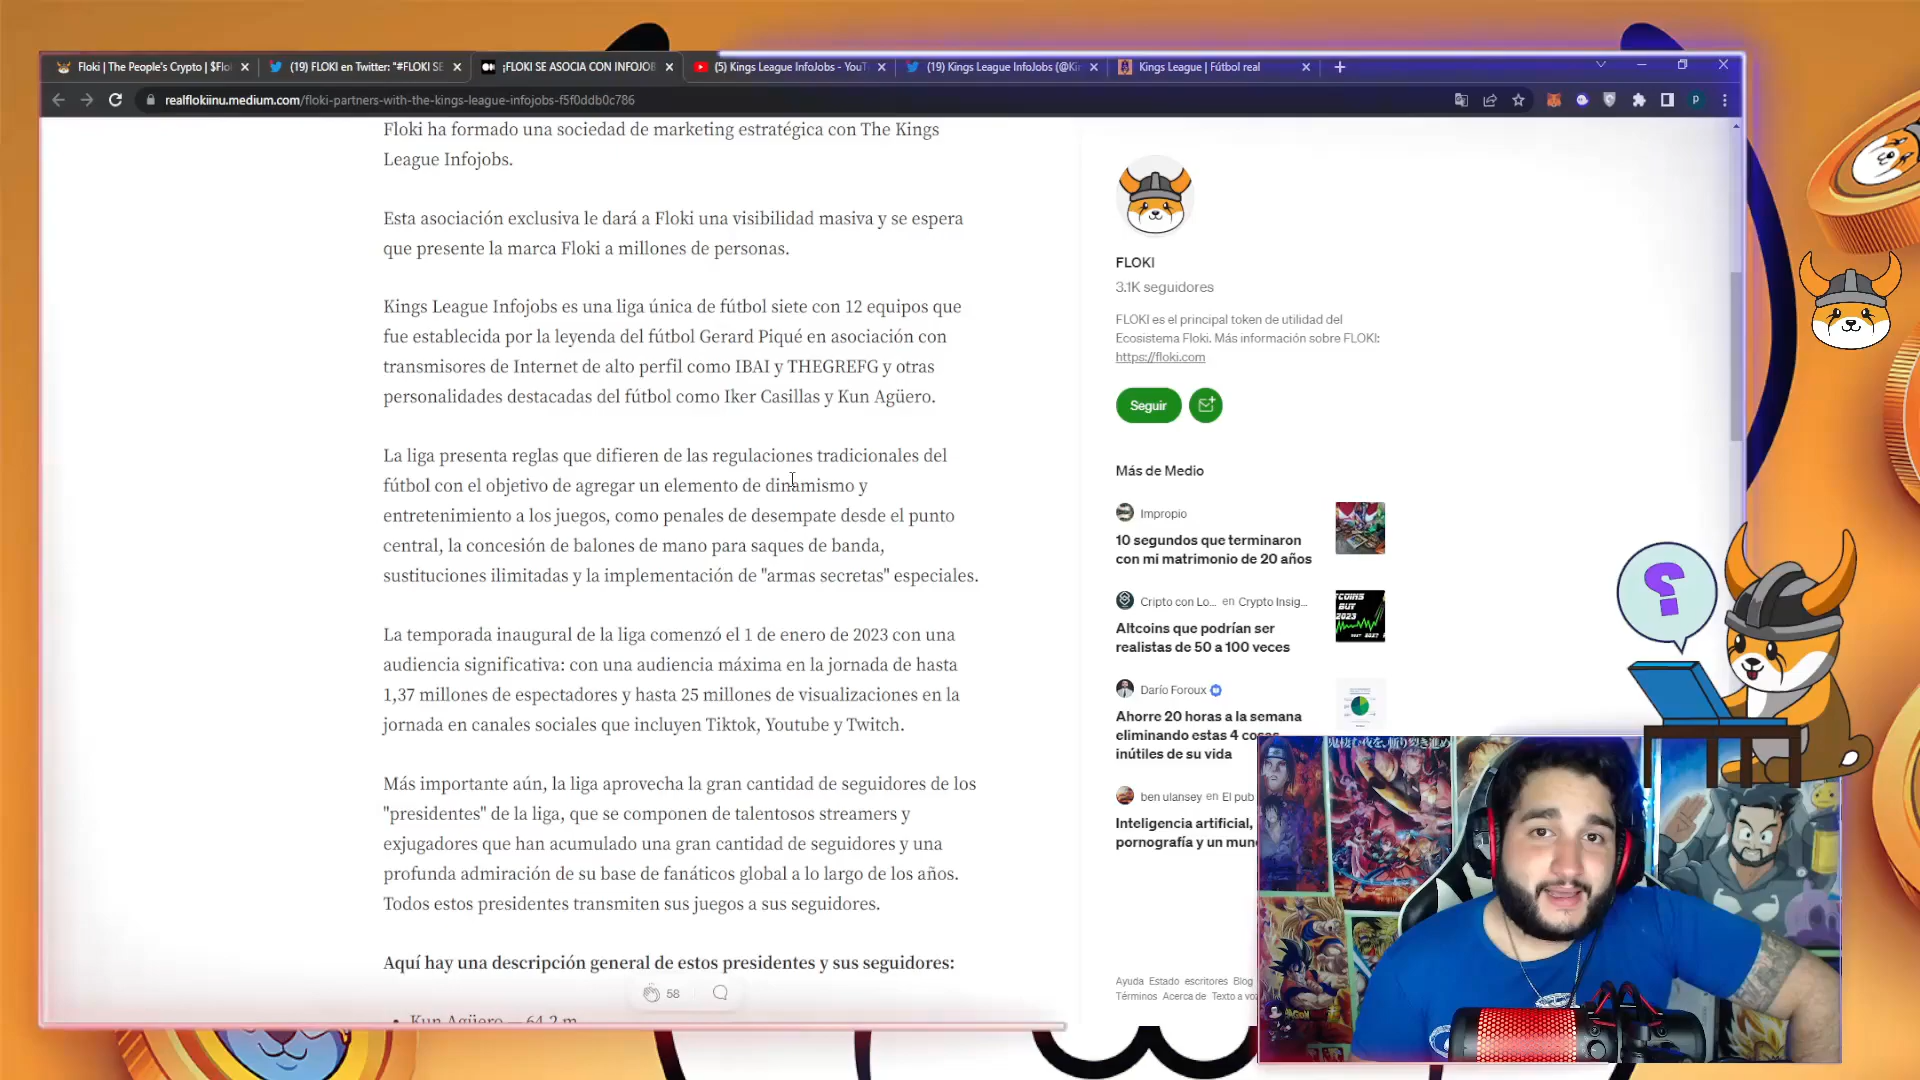 Floki | The People's Crypto | $Flo
(19) FLOKI en Twitter: "#FLOKI SE
¡FLOKI SE ASOCIA CON INFOJOB
(5) Kings League InfoJobs - YouT
(19) Kings League InfoJobs (@Kin
Kings League | Fútbol real
realflokiinu.medium.com/floki-partners-with-the-kings-league-infojobs-f5f0ddb0c786
Floki ha formado una sociedad de marketing estratégica con The Kings
League Infojobs.
Esta asociación exclusiva le dará a Floki una visibilidad masiva y se espera
que presente la marca Floki a millones de personas.
Kings League Infojobs es una liga única de fútbol siete con 12 equipos que
fue establecida por la leyenda del fútbol Gerard Piqué en asociación con
transmisores de Internet de alto perfil como IBAI y THEGREFG y otras
personalidades destacadas del fútbol como Iker Casillas y Kun Agüero.
La liga presenta reglas que difieren de las regulaciones tradicionales del
fútbol con el objetivo de agregar un elemento de dinamismo y
entretenimiento a los juegos, como penales de desempate desde el punto
central, la concesión de balones de mano para saques de banda,
sustituciones ilimitadas y la implementación de "armas secretas" especiales.
La temporada inaugural de la liga comenzó el 1 de enero de 2023 con una
audiencia significativa: con una audiencia máxima en la jornada de hasta
1,37 millones de espectadores y hasta 25 millones de visualizaciones en la
jornada en canales sociales que incluyen Tiktok, Youtube y Twitch.
Más importante aún, la liga aprovecha la gran cantidad de seguidores de los
"presidentes" de la liga, que se componen de talentosos streamers y
exjugadores que han acumulado una gran cantidad de seguidores y una
profunda admiración de su base de fanáticos global a lo largo de los años.
Todos estos presidentes transmiten sus juegos a sus seguidores.
Aquí hay una descripción general de estos presidentes y sus seguidores:
58
Kun Agüero — 64,2 m
FLOKI
3.1K seguidores
FLOKI es el principal token de utilidad del
Ecosistema Floki. Más información sobre FLOKI:
https://floki.com
Seguir
Más de Medio
Impropio
10 segundos que terminaron
con mi matrimonio de 20 años
Cripto con Lo... en Crypto Insig...
Altcoins que podrían ser
realistas de 50 a 100 veces
Darío Foroux
Ahorre 20 horas a la semana
eliminando estas 4 cosas
inútiles de su vida
ben ulansey en El pub
Inteligencia artificial,
pornografía y un mun
Ayuda Estado escritores Blog
Términos Acerca de Texto a voz